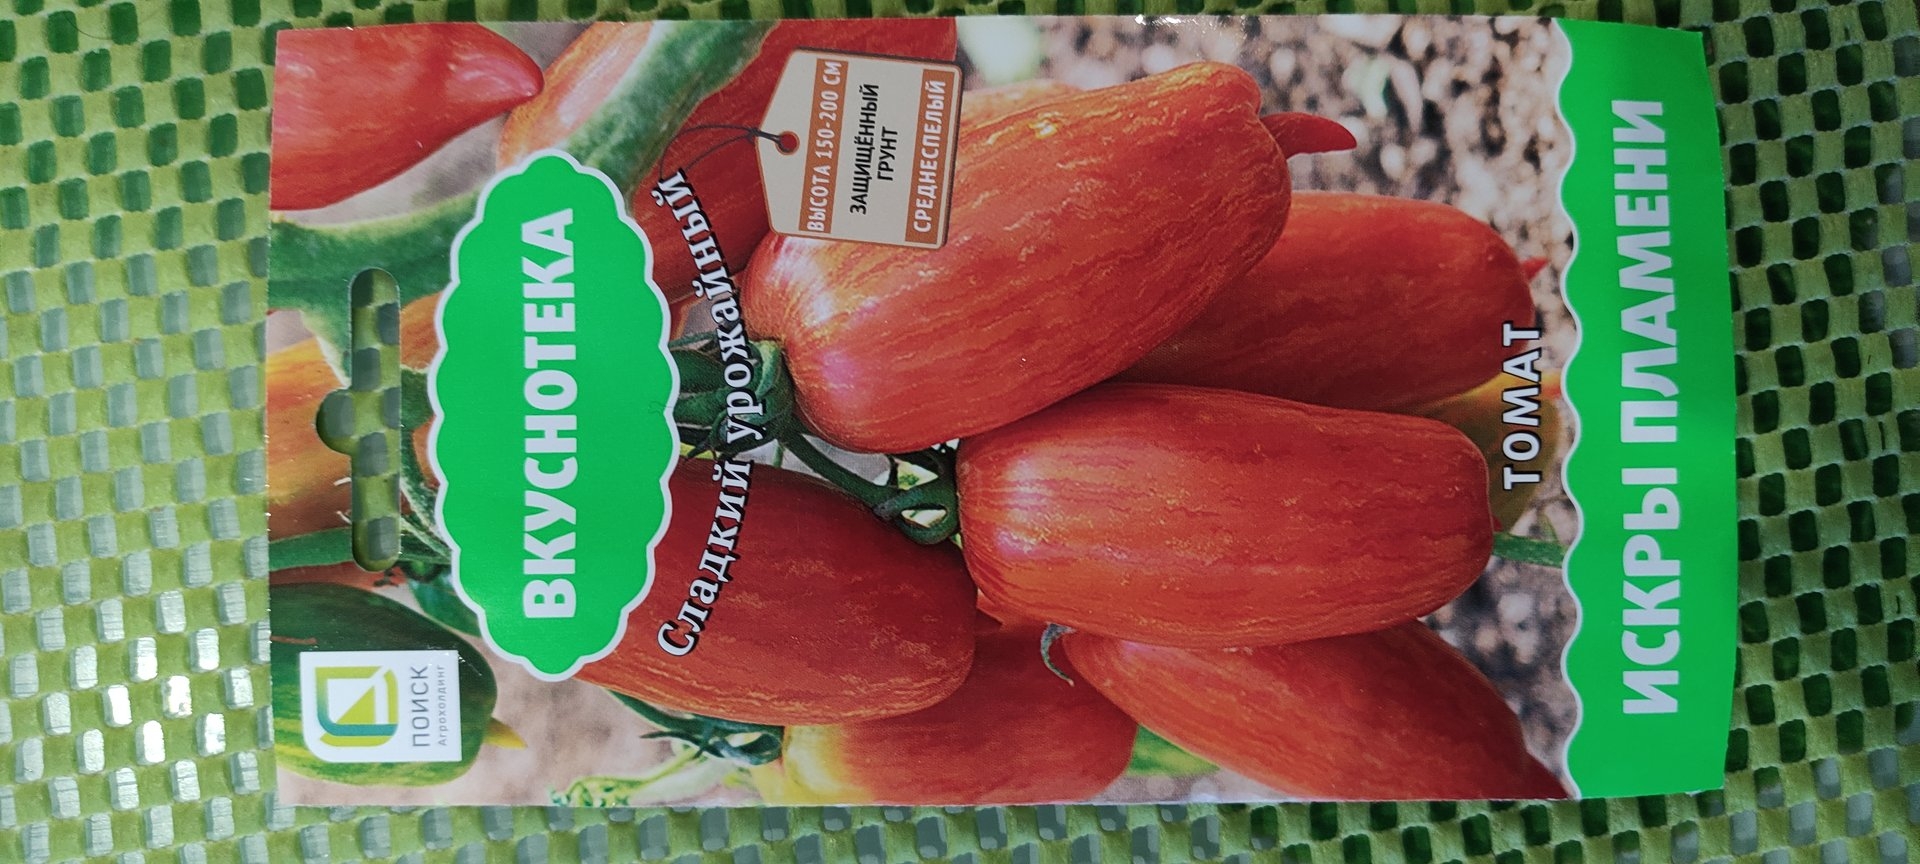 ПОИСК
Агрохолдинг
ВКУСНОТЕКА
Сладкий урожайный
ВЫСОТА 150-200 СМ
ЗАЩИЩЁННЫЙ
ГРУНТ
СРЕДНЕСПЕЛЫЙ
ТОМАТ
ИСКРЫ ПЛАМЕНИ